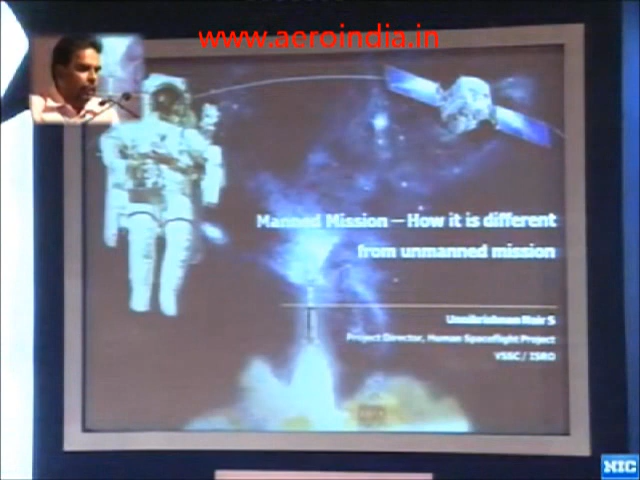 www.aeroindia.in
Manned Mission – How it is different
from unmanned mission
Unnikrishnan Nair S
Project Director, Human Spaceflight Project
VSSC / ISRO
NIC